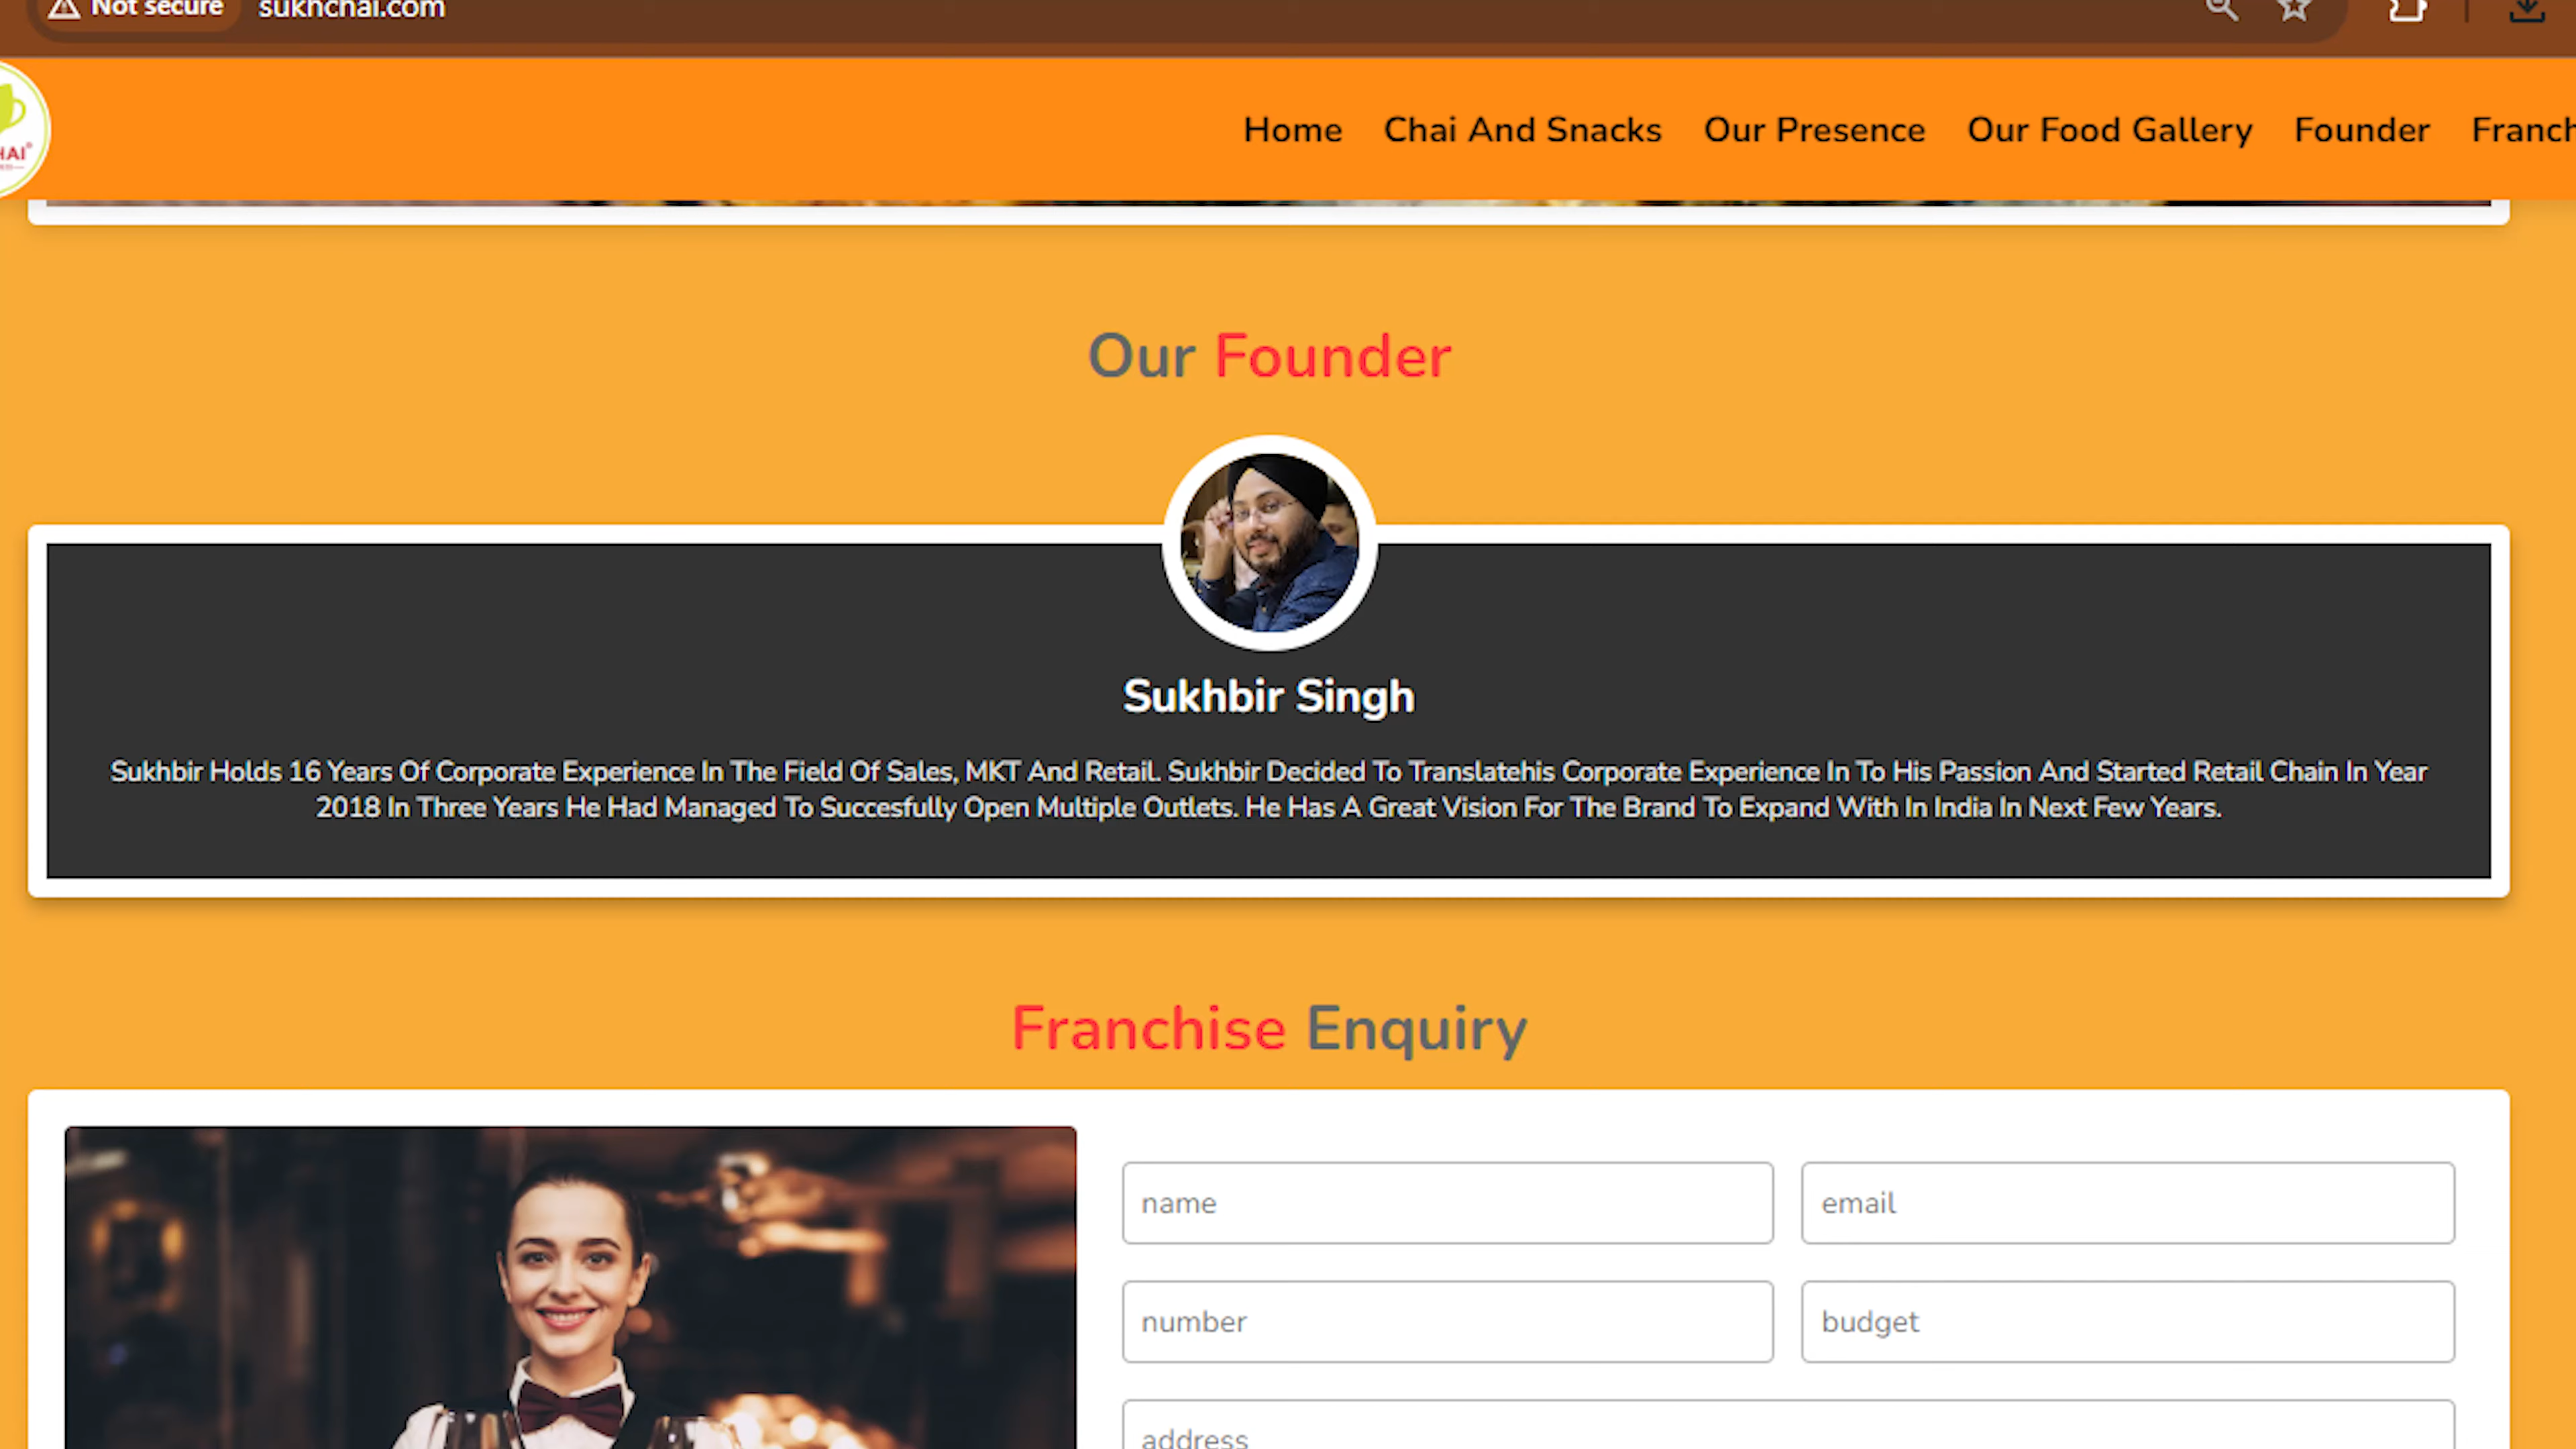 Not secure sukhchai.com
HAI®
Home Chai And Snacks Our Presence Our Food Gallery Founder Franch
Our Founder
Sukhbir Singh
Sukhbir Holds 16 Years Of Corporate Experience In The Field Of Sales, MKT And Retail. Sukhbir Decided To Translatehis Corporate Experience In To His Passion And Started Retail Chain In Year
2018 In Three Years He Had Managed To Succesfully Open Multiple Outlets. He Has A Great Vision For The Brand To Expand With In India In Next Few Years.
Franchise Enquiry
name email
number budget
address